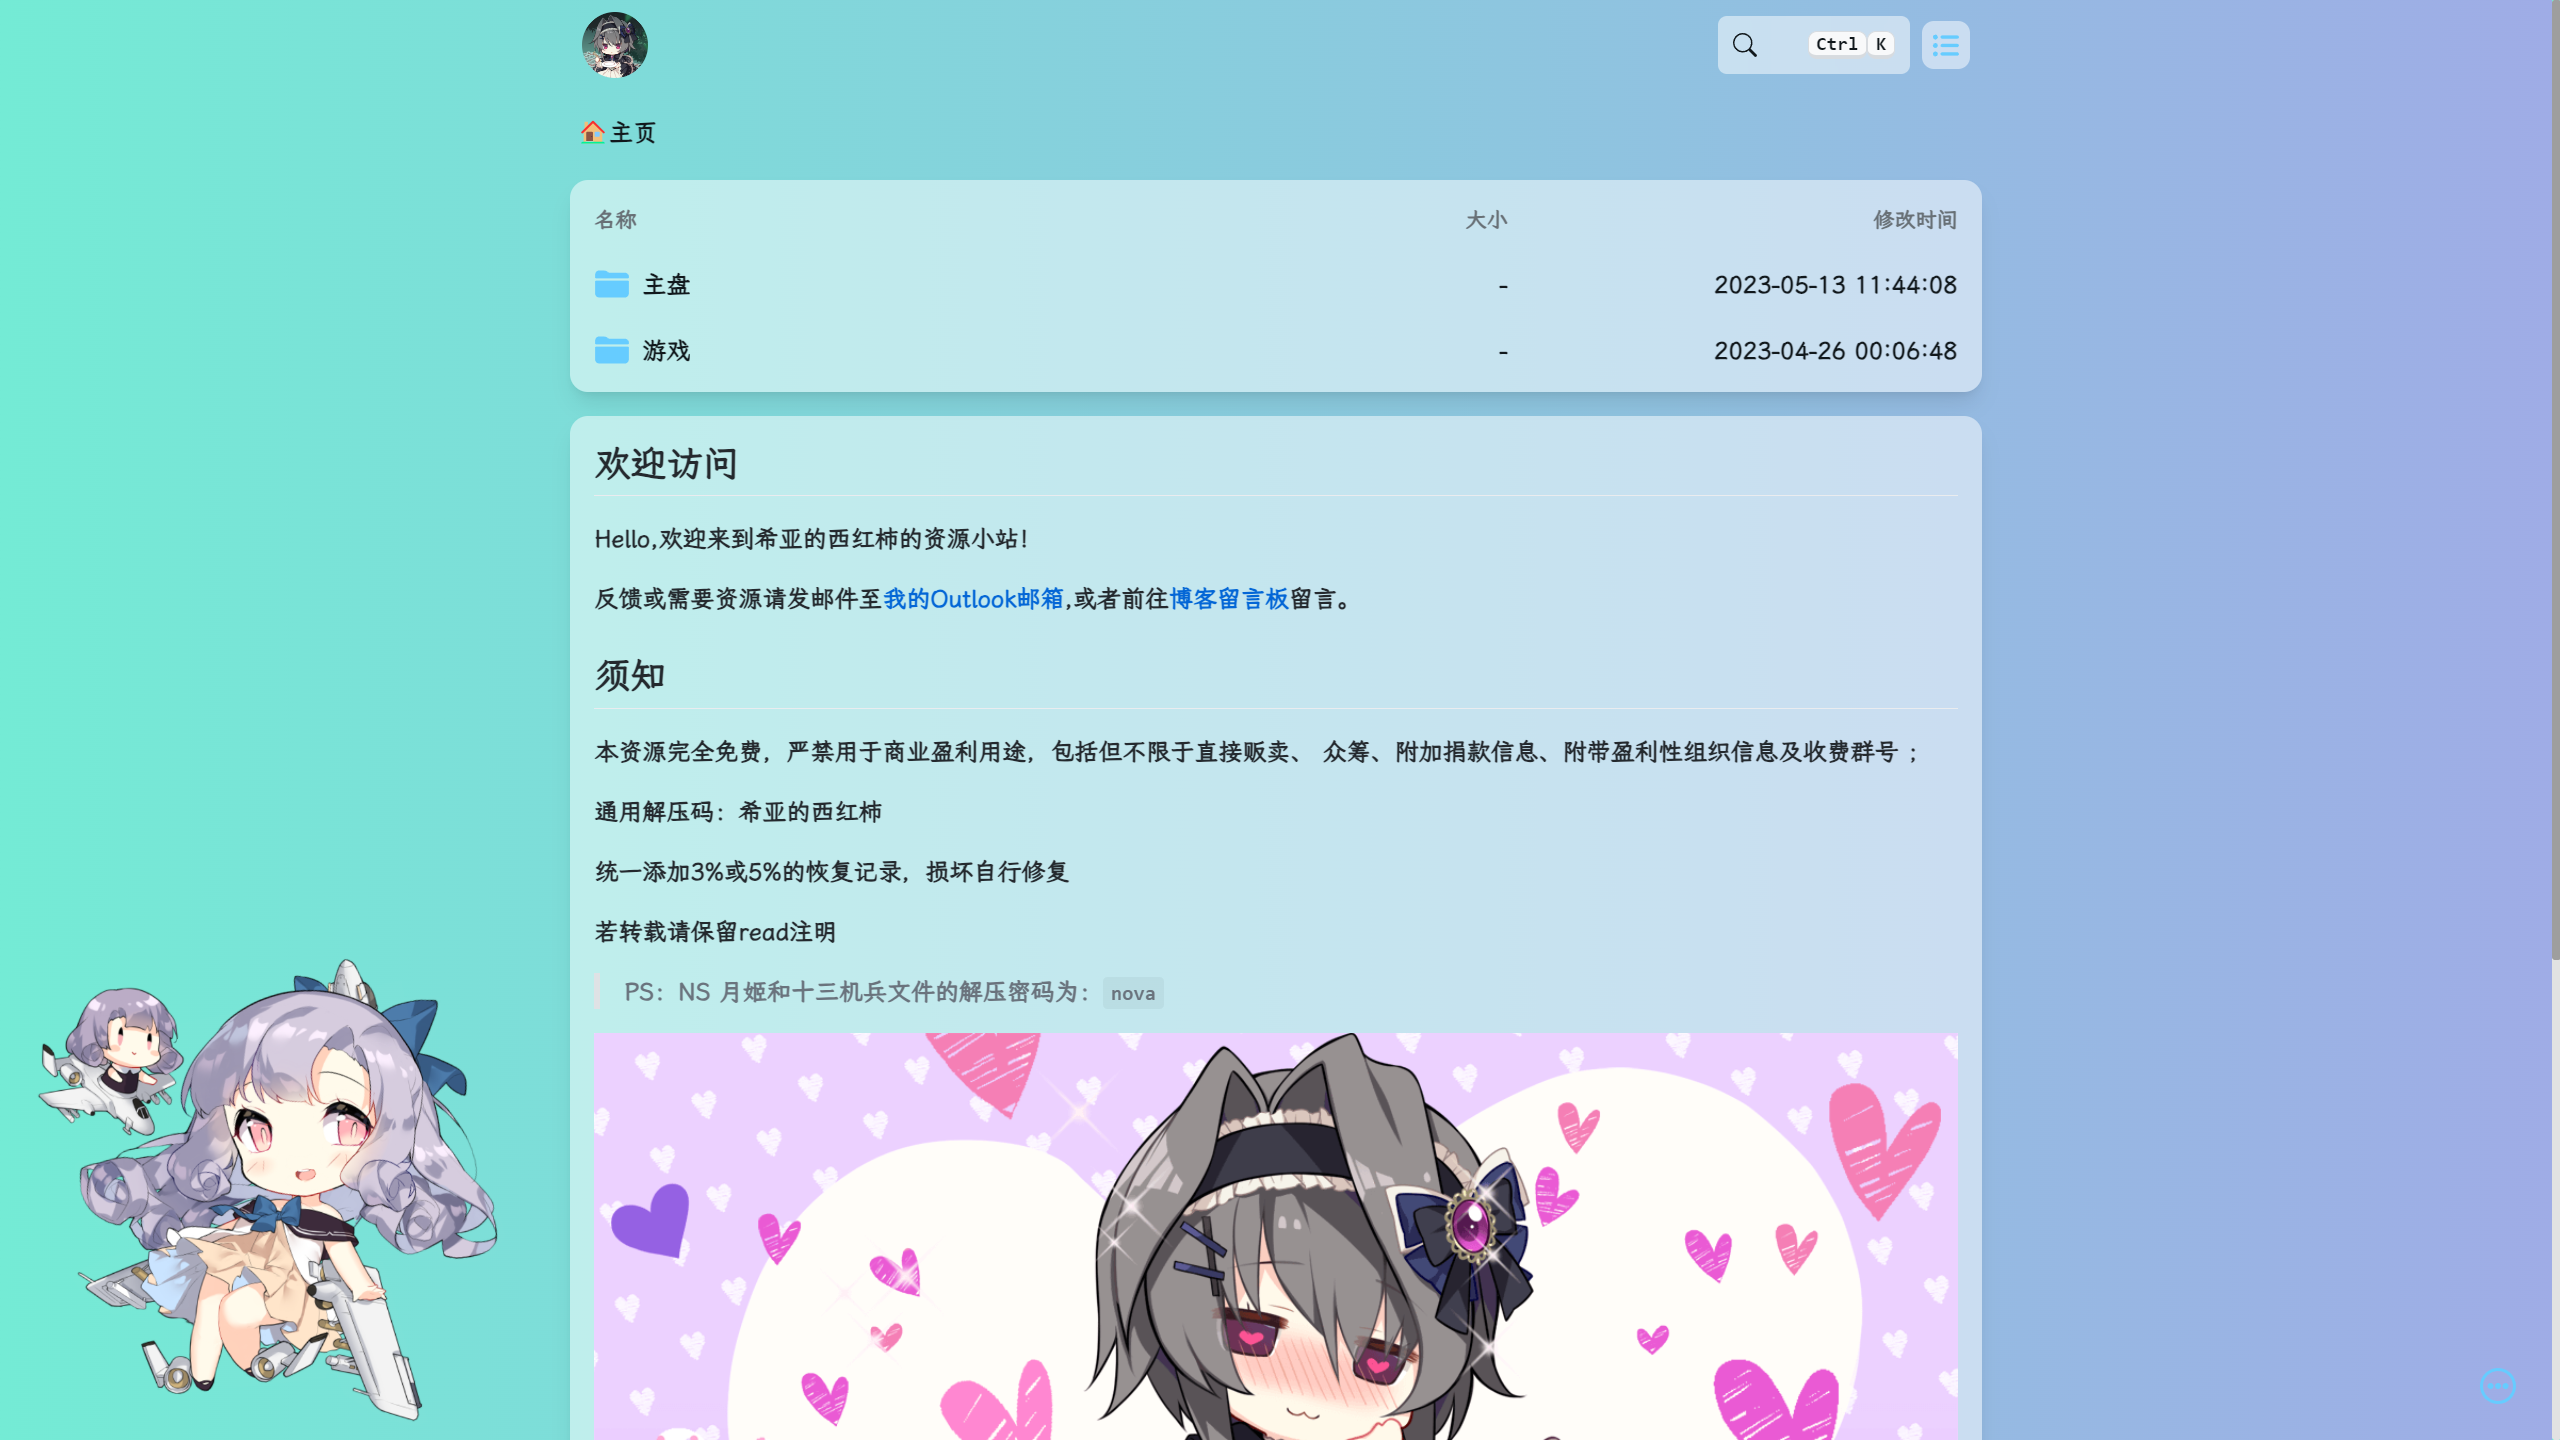 Ctrl K
主页
名称 大小 修改时间
主盘 - 2023-05-13 11:44:08
游戏 - 2023-04-26 00:06:48
欢迎访问
Hello,欢迎来到希亚的西红柿的资源小站！
反馈或需要资源请发邮件至我的Outlook邮箱,或者前往博客留言板留言。
须知
本资源完全免费，严禁用于商业盈利用途，包括但不限于直接贩卖、 众筹、附加捐款信息、附带盈利性组织信息及收费群号 ；
通用解压码：希亚的西红柿
统一添加3%或5%的恢复记录，损坏自行修复
若转载请保留read注明
PS：NS 月姬和十三机兵文件的解压密码为： nova